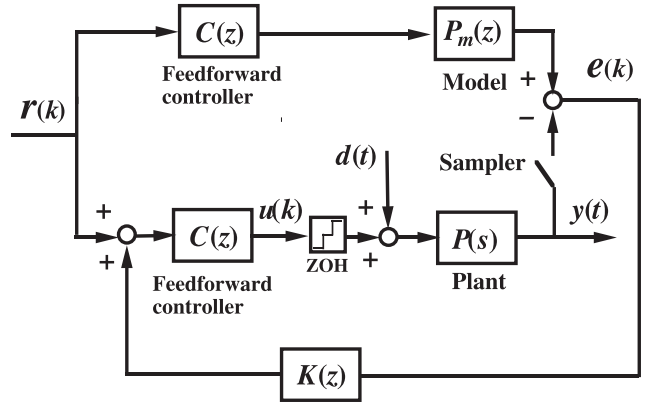 C(z)
P_m(z)
Feedforward
controller
Model
+
e(k)
r(k)
−
d(t)
Sampler
+
u(k)
+
y(t)
C(z)
P(s)
+
ZOH
+
Feedforward
controller
Plant
K(z)